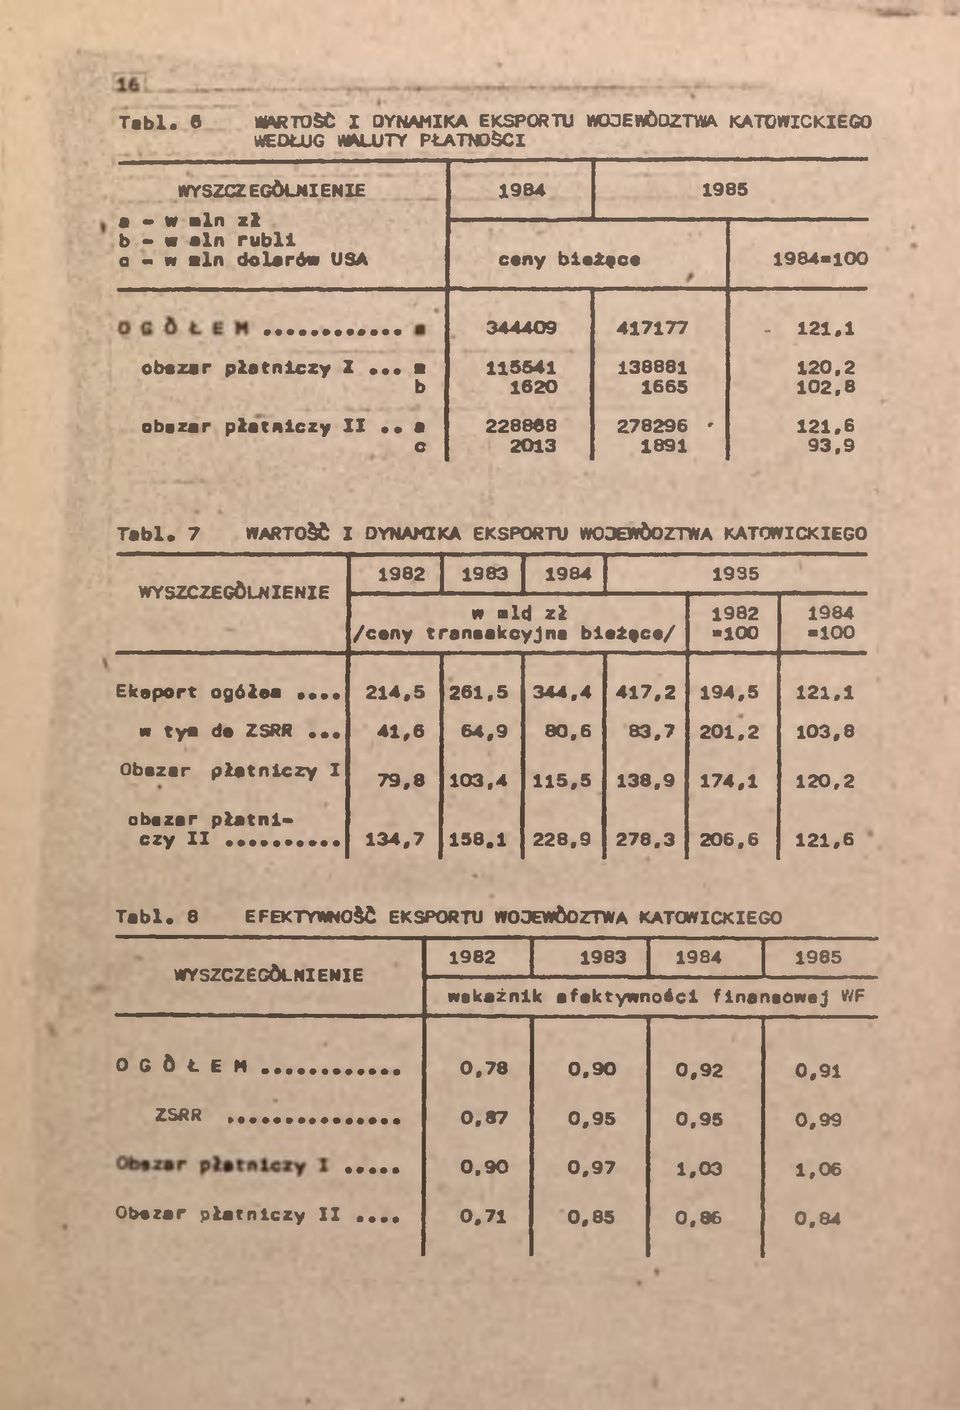 16
Tabl. 6 WARTOŚĆ I DYNAMIKA EKSPORTU WOJEWÓDZTWA KATOWICKIEGO
WEDŁUG WALUTY PŁATNOŚCI
WYSZCZEGÓLNIENIE 1984 1985
a - w mln zł
b - w mln rubli
c - w mln dolarów USA ceny bieżące 1984=100
O G Ó Ł E M ............ a 344409 417177 121,1
obszar płatniczy I ... a 115541 138881 120,2
b 1620 1665 102,8
obszar płatniczy II .. a 228868 278296 121,6
c 2013 1891 93,9
Tabl. 7 WARTOŚĆ I DYNAMIKA EKSPORTU WOJEWÓDZTWA KATOWICKIEGO
WYSZCZEGÓLNIENIE 1982 1983 1984 1985
w mld zł 1982 1984
/ceny transakcyjne bieżące/ =100 =100
Eksport ogółem .... 214,5 261,5 344,4 417,2 194,5 121,1
w tym do ZSRR ... 41,6 64,9 80,6 83,7 201,2 103,8
Obszar płatniczy I 79,8 103,4 115,5 138,9 174,1 120,2
obszar płatni-
czy II .......... 134,7 158,1 228,9 278,3 206,6 121,6
Tabl. 8 EFEKTYWNOŚĆ EKSPORTU WOJEWÓDZTWA KATOWICKIEGO
WYSZCZEGÓLNIENIE 1982 1983 1984 1985
wskaźnik efektywności finansowej WF
O G Ó Ł E M ............ 0,78 0,90 0,92 0,91
ZSRR ............... 0,87 0,95 0,95 0,99
Obszar płatniczy I ..... 0,90 0,97 1,03 1,06
Obszar płatniczy II .... 0,71 0,85 0,86 0,84